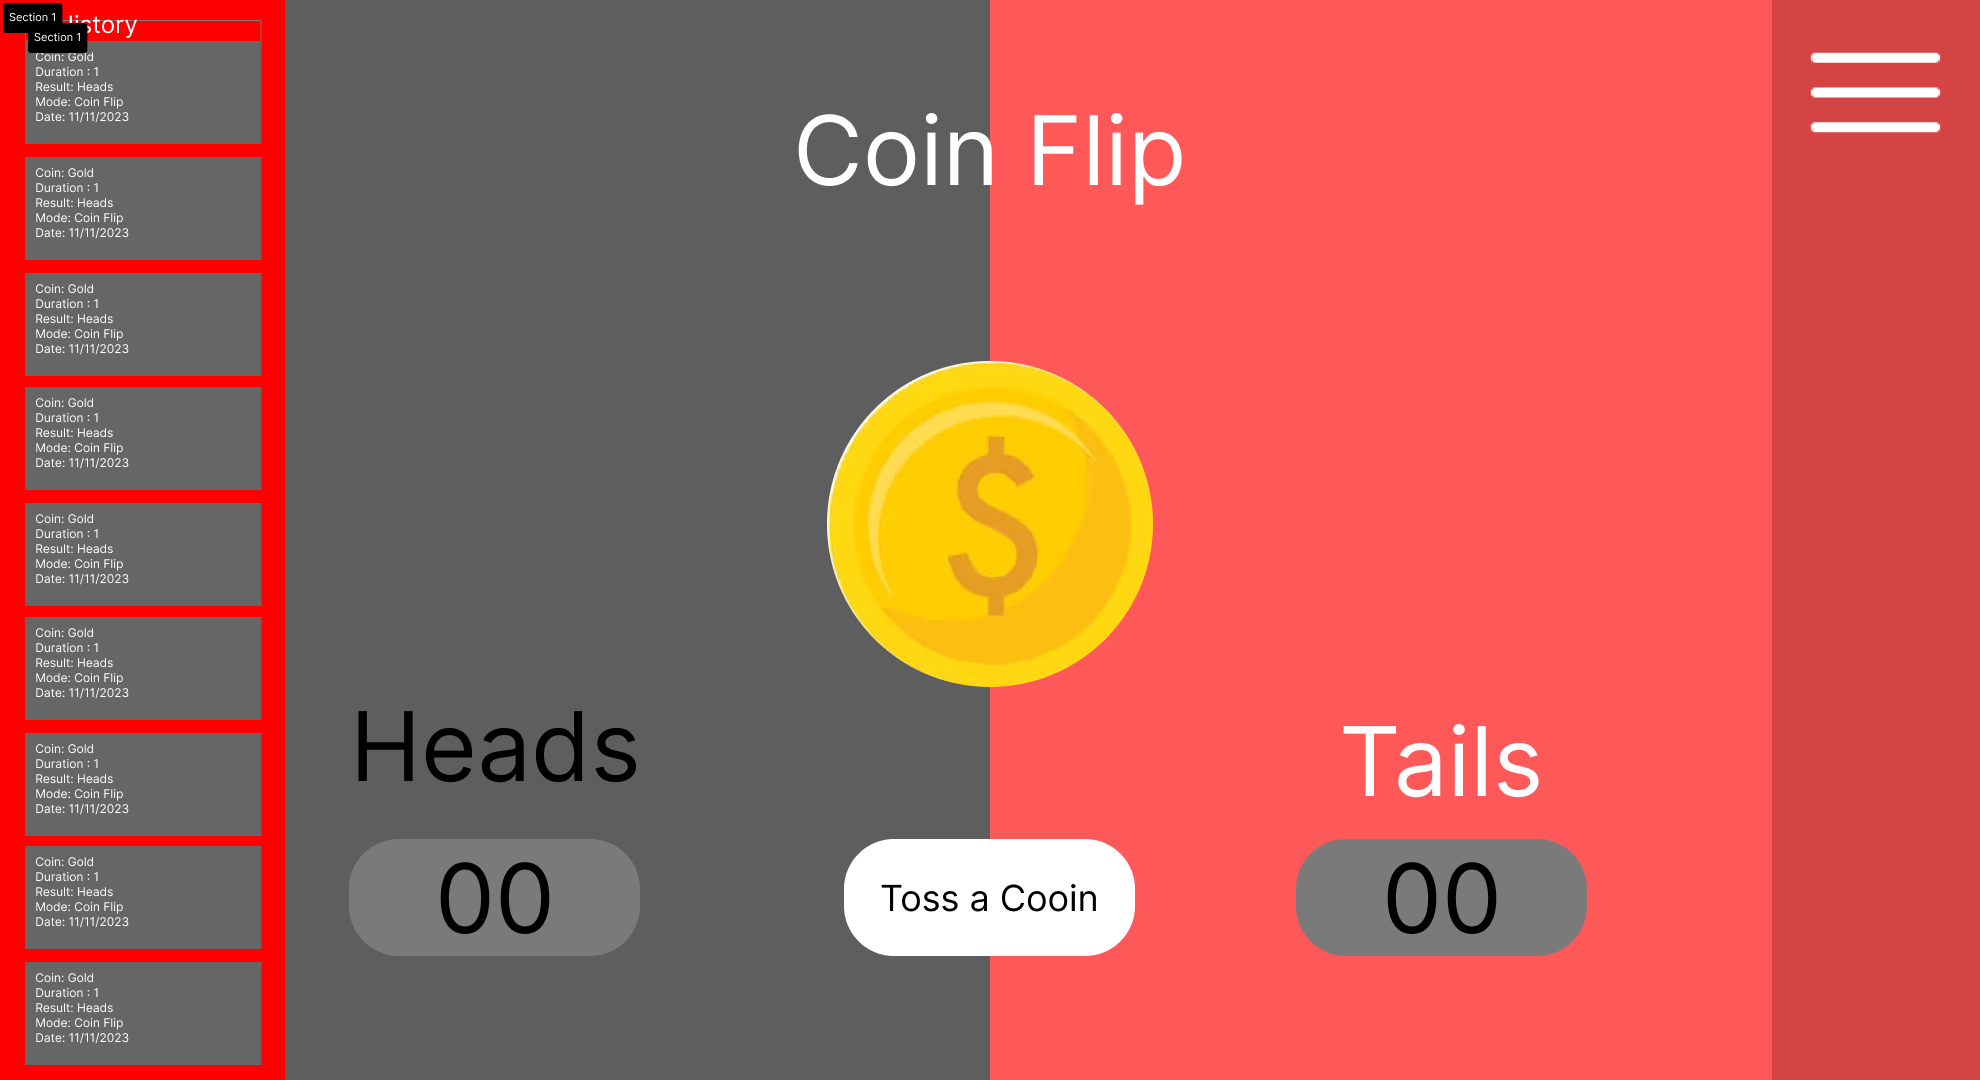 Section 1
Section 1
Coin: Gold
Duration : 1
Result: Heads
Mode: Coin Flip
Date: 11/11/2023
Coin: Gold
Duration : 1
Result: Heads
Mode: Coin Flip
Date: 11/11/2023
Coin: Gold
Duration : 1
Result: Heads
Mode: Coin Flip
Date: 11/11/2023
Coin: Gold
Duration : 1
Result: Heads
Mode: Coin Flip
Date: 11/11/2023
Coin: Gold
Duration : 1
Result: Heads
Mode: Coin Flip
Date: 11/11/2023
Coin: Gold
Duration : 1
Result: Heads
Mode: Coin Flip
Date: 11/11/2023
Coin: Gold
Duration : 1
Result: Heads
Mode: Coin Flip
Date: 11/11/2023
Coin: Gold
Duration : 1
Result: Heads
Mode: Coin Flip
Date: 11/11/2023
Coin: Gold
Duration : 1
Result: Heads
Mode: Coin Flip
Date: 11/11/2023
Coin Flip
$
Heads
Tails
00
Toss a Cooin
00